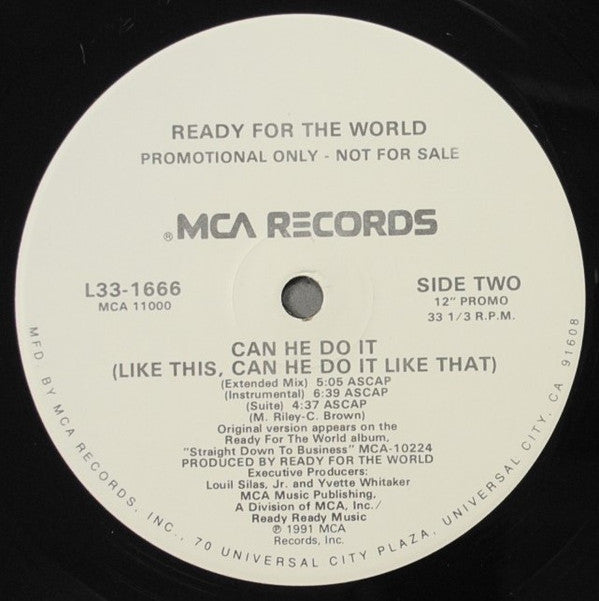 READY FOR THE WORLD
PROMOTIONAL ONLY - NOT FOR SALE
®MCA RECORDS
L33-1666
MCA 11000
SIDE TWO
12" PROMO
33 1/3 R.P.M.
CAN HE DO IT
(LIKE THIS, CAN HE DO IT LIKE THAT)
(Extended Mix) 5:05 ASCAP
(Instrumental) 6:39 ASCAP
(Suite) 4:37 ASCAP
(M. Riley-C. Brown)
Original version appears on the
Ready For The World album,
"Straight Down To Business" MCA-10224
PRODUCED BY READY FOR THE WORLD
Executive Producers:
Louil Silas, Jr. and Yvette Whitaker
MCA Music Publishing,
A Division of MCA, Inc./
Ready Ready Music
℗ 1991 MCA
Records, Inc.
MFD. BY MCA RECORDS, INC., 70 UNIVERSAL CITY PLAZA, UNIVERSAL CITY, CA 91608